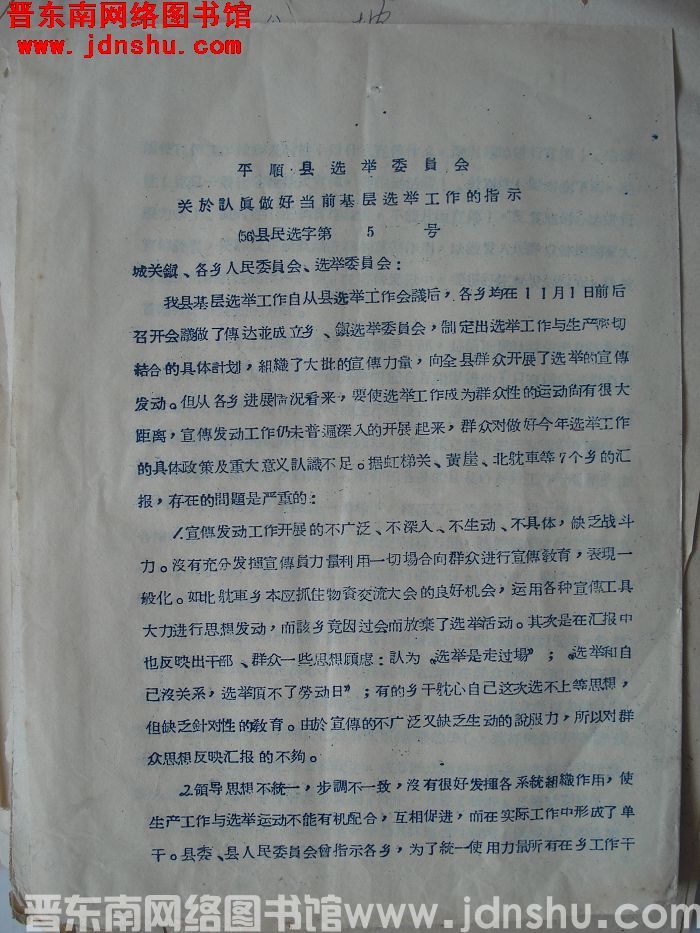 晋东南网络图书馆
www.jdnshu.com
平順县选举委員会
关於認眞做好当前基层选举工作的指示
(56)县民选字第 5 号
城关鎭、各乡人民委員会、选举委員会：
我县基层选举工作自从县选举工作会議后，各乡均在11月1日前后
召开会議做了傳达並成立乡、鎭选举委員会，制定出选举工作与生产密切
結合的具体計划，組織了大批的宣傳力量，向全县群众开展了选举的宣傳
发动。但从各乡进展情况看来，要使选举工作成为群众性的运动尚有很大
距离，宣傳发动工作仍未普遍深入的开展起来，群众对做好今年选举工作
的具体政策及重大意义認識不足。据虹梯关、黄崖、北躭車等7个乡的汇
报，存在的問題是严重的：
1.宣傳发动工作开展的不广泛、不深入、不生动、不具体，缺乏战斗
力。沒有充分发揮宣傳員力量利用一切場合向群众进行宣傳敎育，表現一
般化。如北躭車乡本应抓住物資交流大会的良好机会，运用各种宣傳工具
大力进行思想发动，而該乡竟因过会而放棄了选举活动。其次是在汇报中
也反映出干部、群众一些思想顾虑：認为“选举是走过場”；“选举和自
己沒关系，选举頂不了勞动日”；有的乡干躭心自己这次选不上等思想，
但缺乏針对性的敎育。由於宣傳的不广泛又缺乏生动的說服力，所以对群
众思想反映汇报的不夠。
2.領导思想不統一，步調不一致，沒有很好发揮各系統組織作用，使
生产工作与选举运动不能有机配合，互相促进，而在实际工作中形成了单
干。县委、县人民委員会曾指示各乡，为了統一使用力量所有在乡工作干
晋东南网络图书馆www.jdnshu.com